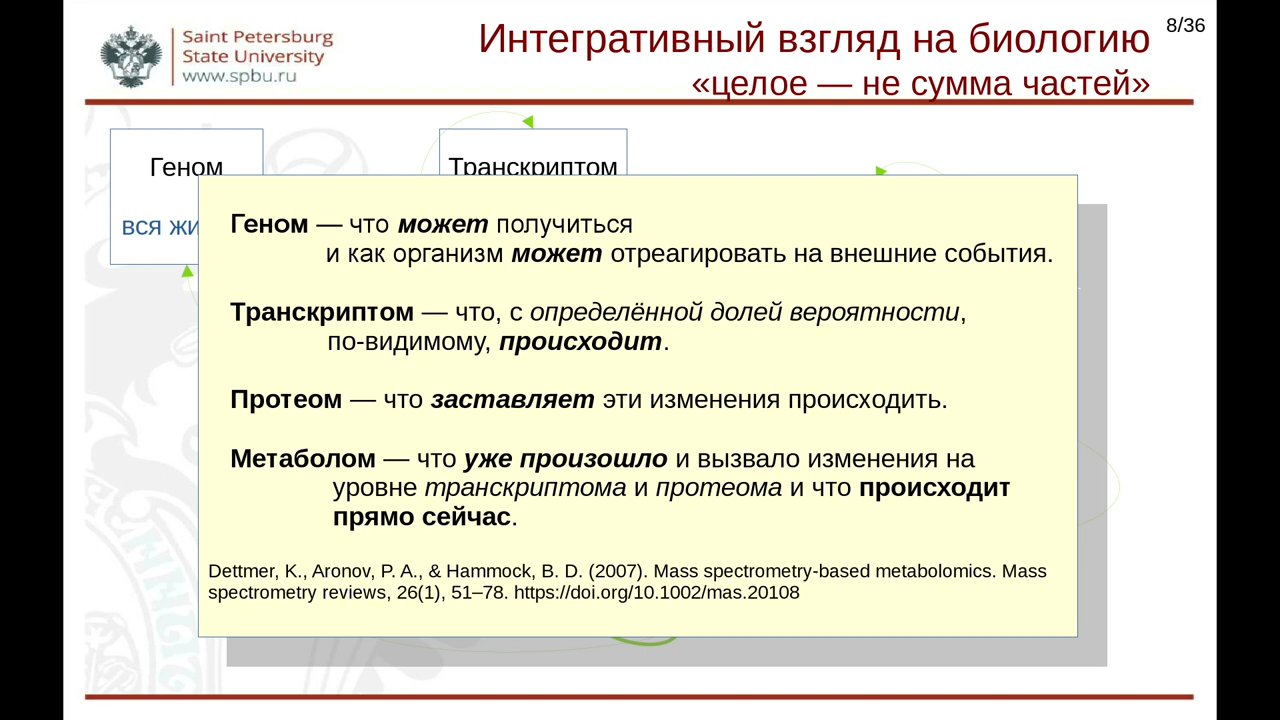 Saint Petersburg
State University
www.spbu.ru
Интегративный взгляд на биологию
«целое — не сумма частей»
8/36
Геном
Транскриптом
вся жи
Геном — что может получиться
и как организм может отреагировать на внешние события.
Транскриптом — что, с определённой долей вероятности,
по-видимому, происходит.
Протеом — что заставляет эти изменения происходить.
Метаболом — что уже произошло и вызвало изменения на
уровне транскриптома и протеома и что происходит
прямо сейчас.
Dettmer, K., Aronov, P. A., & Hammock, B. D. (2007). Mass spectrometry-based metabolomics. Mass
spectrometry reviews, 26(1), 51–78. https://doi.org/10.1002/mas.20108